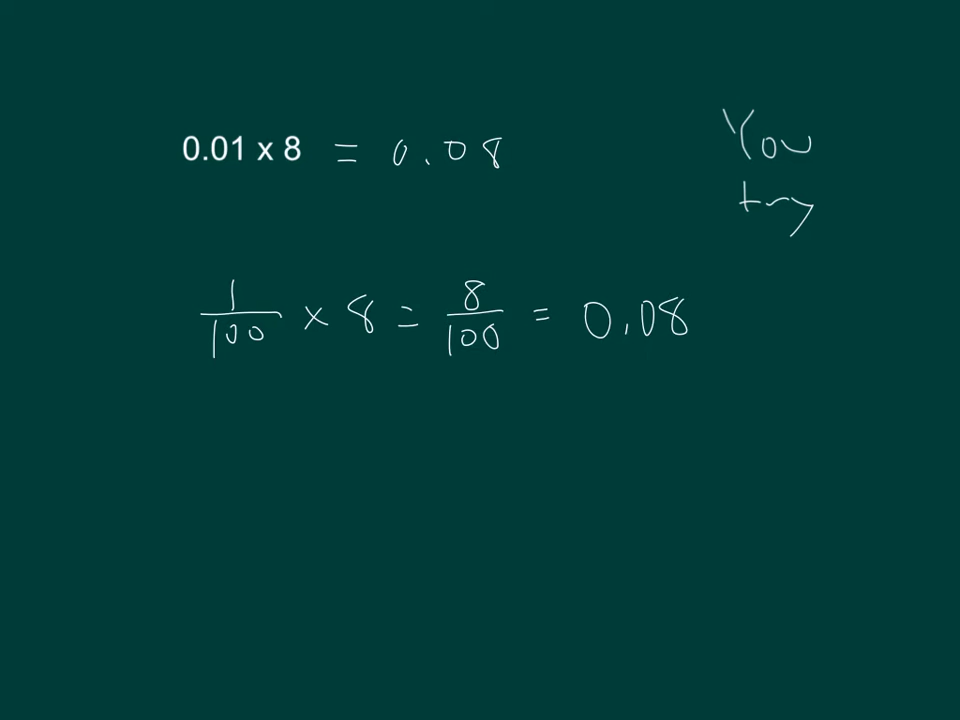 0.01 x 8 = 0.08
You
try
1/100 x 8 = 8/100 = 0.08